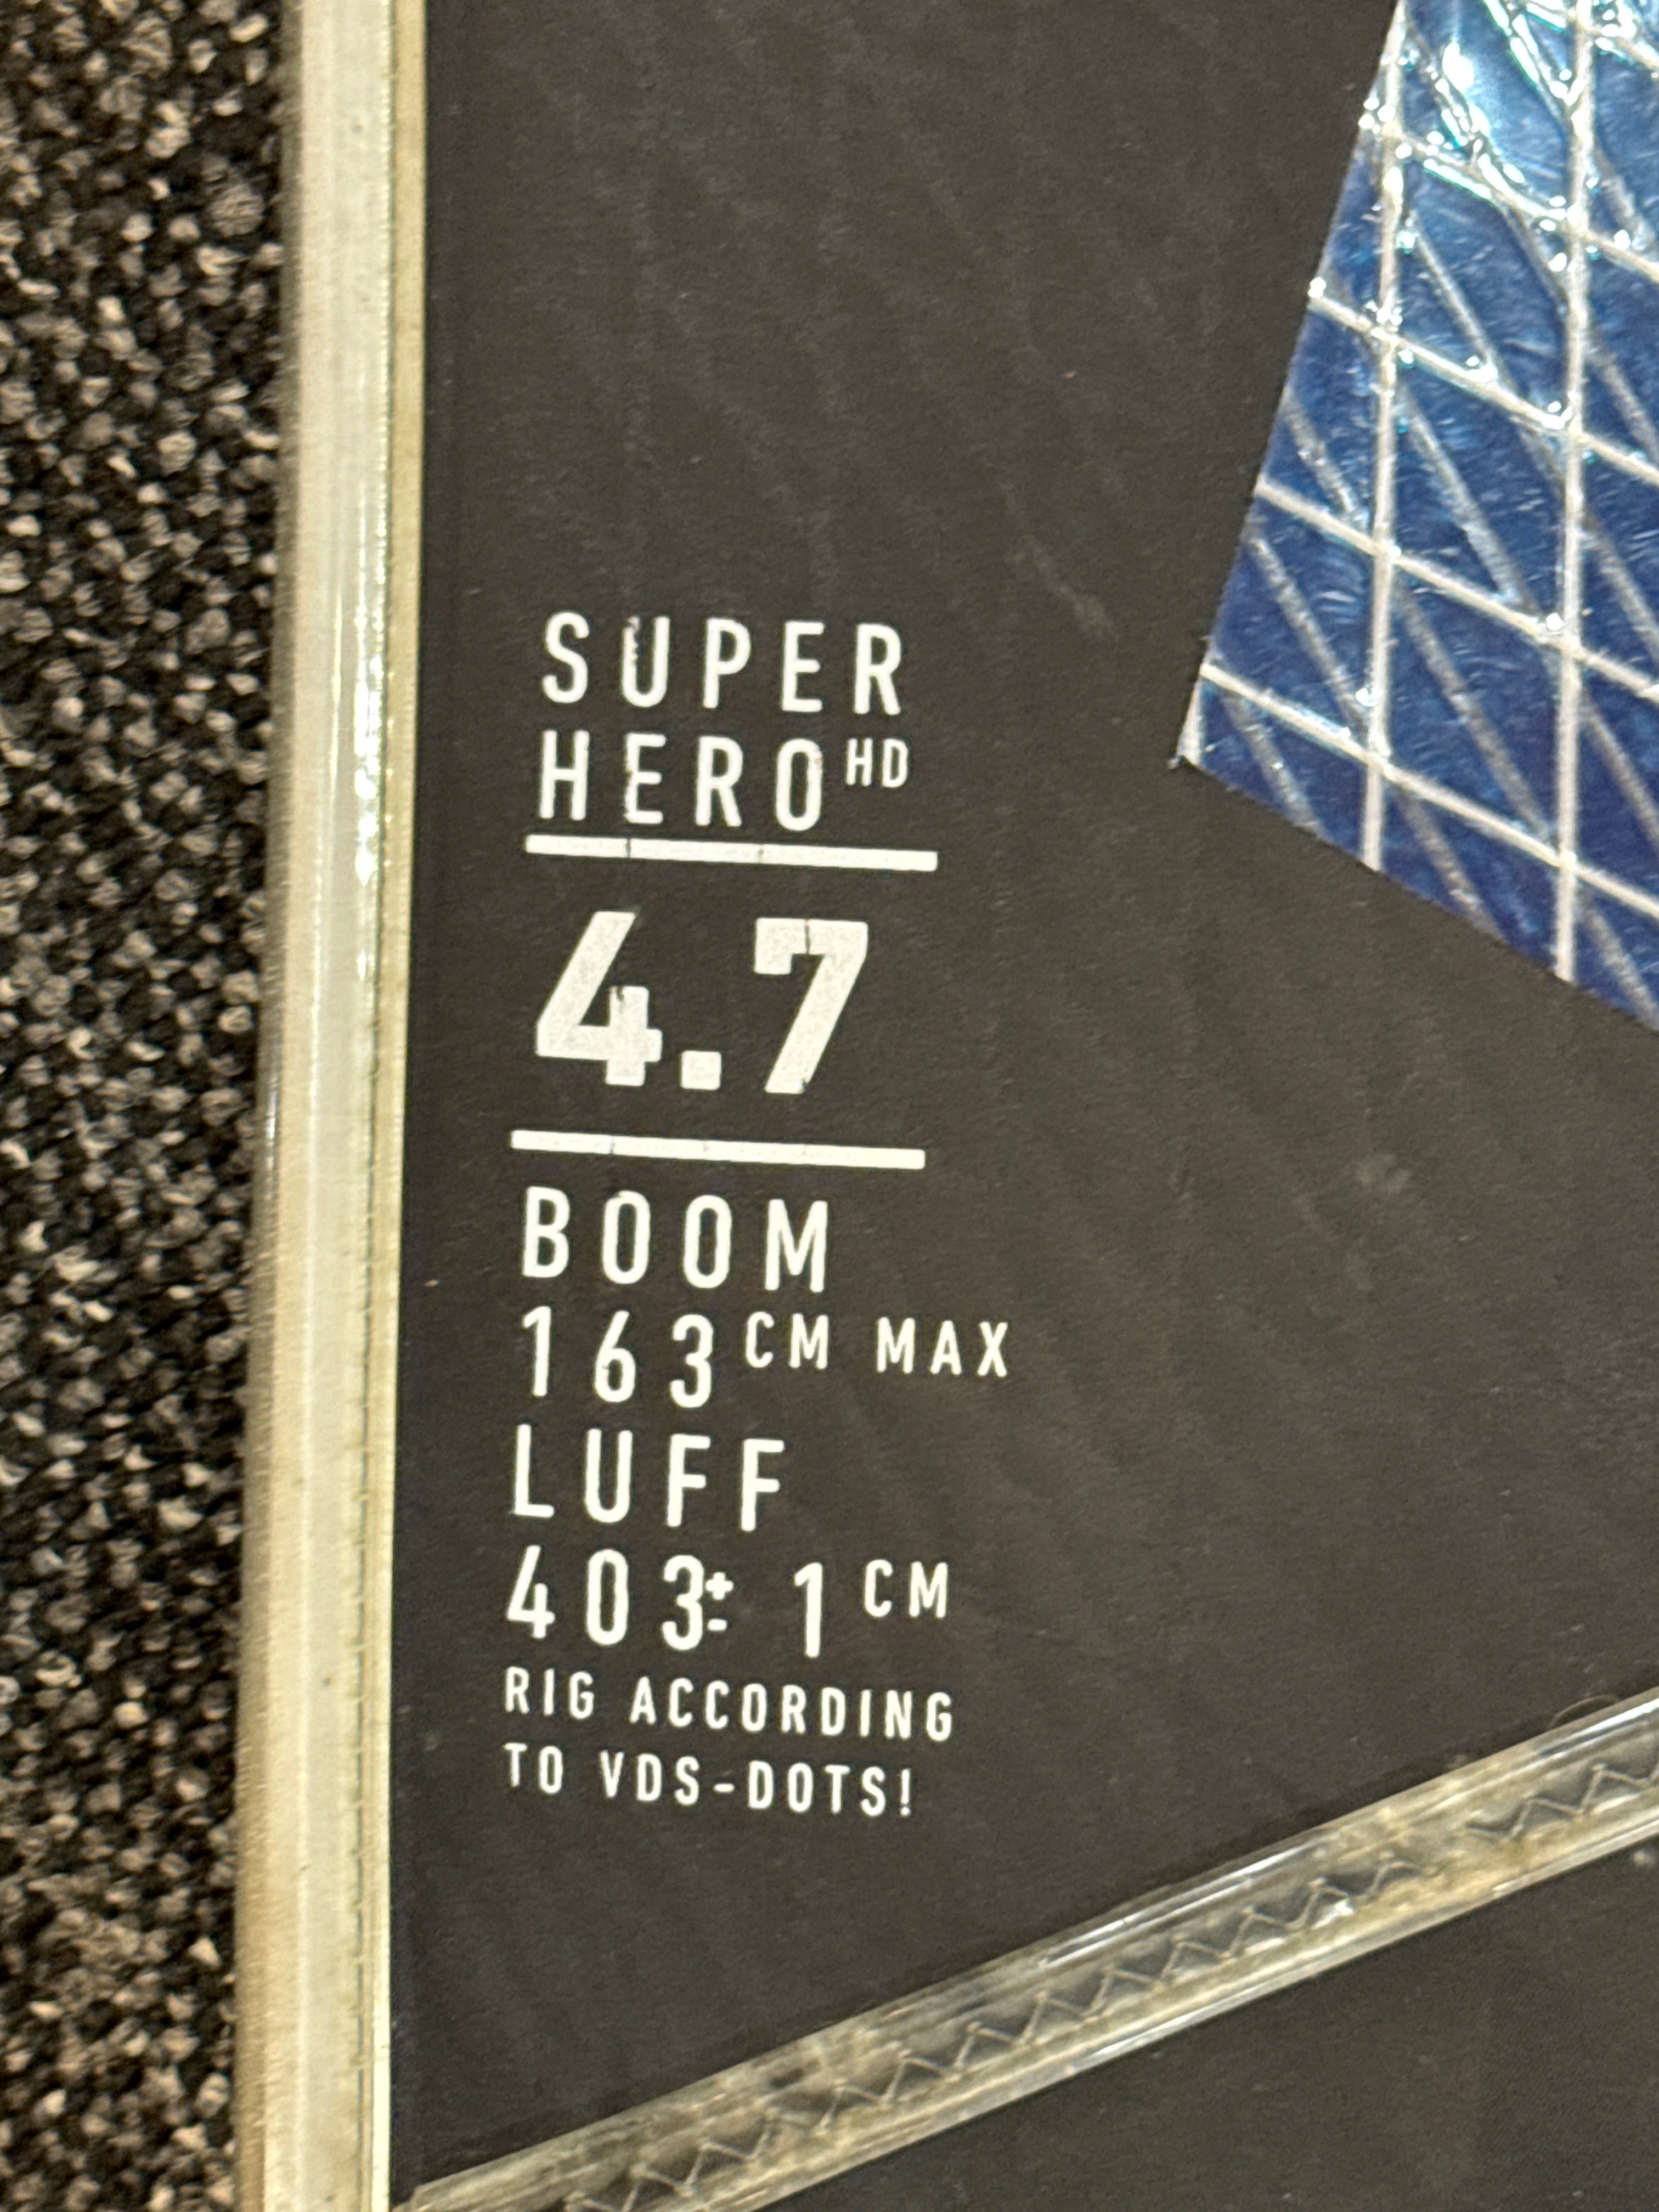 SUPER
HERO HD
4.7
BOOM
163 CM MAX
LUFF
403± 1 CM
RIG ACCORDING
TO VDS-DOTS!